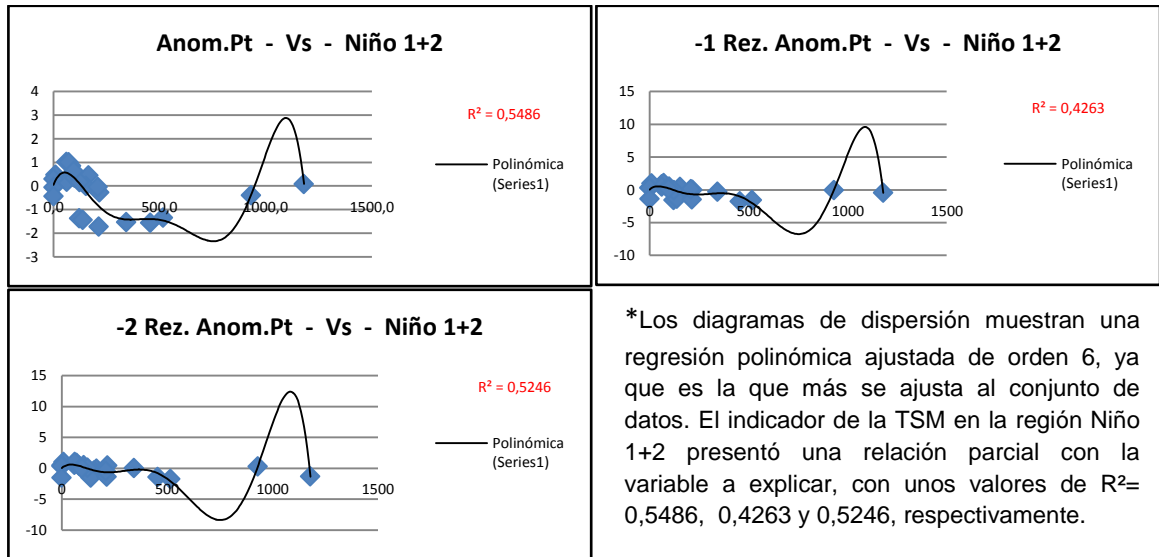 Anom.Pt - Vs - Niño 1+2
4
3
2
1
0
-1
-2
-3
0,0
500,0
1000,0
1500,0
R² = 0,5486
Polinómica
(Series1)
-1 Rez. Anom.Pt - Vs - Niño 1+2
15
10
5
0
-5
-10
0
500
1000
1500
R² = 0,4263
Polinómica
(Series1)
-2 Rez. Anom.Pt - Vs - Niño 1+2
15
10
5
0
-5
-10
0
500
1000
1500
R² = 0,5246
Polinómica
(Series1)
*Los diagramas de dispersión muestran una
regresión polinómica ajustada de orden 6, ya
que es la que más se ajusta al conjunto de
datos. El indicador de la TSM en la región Niño
1+2 presentó una relación parcial con la
variable a explicar, con unos valores de R²=
0,5486, 0,4263 y 0,5246, respectivamente.